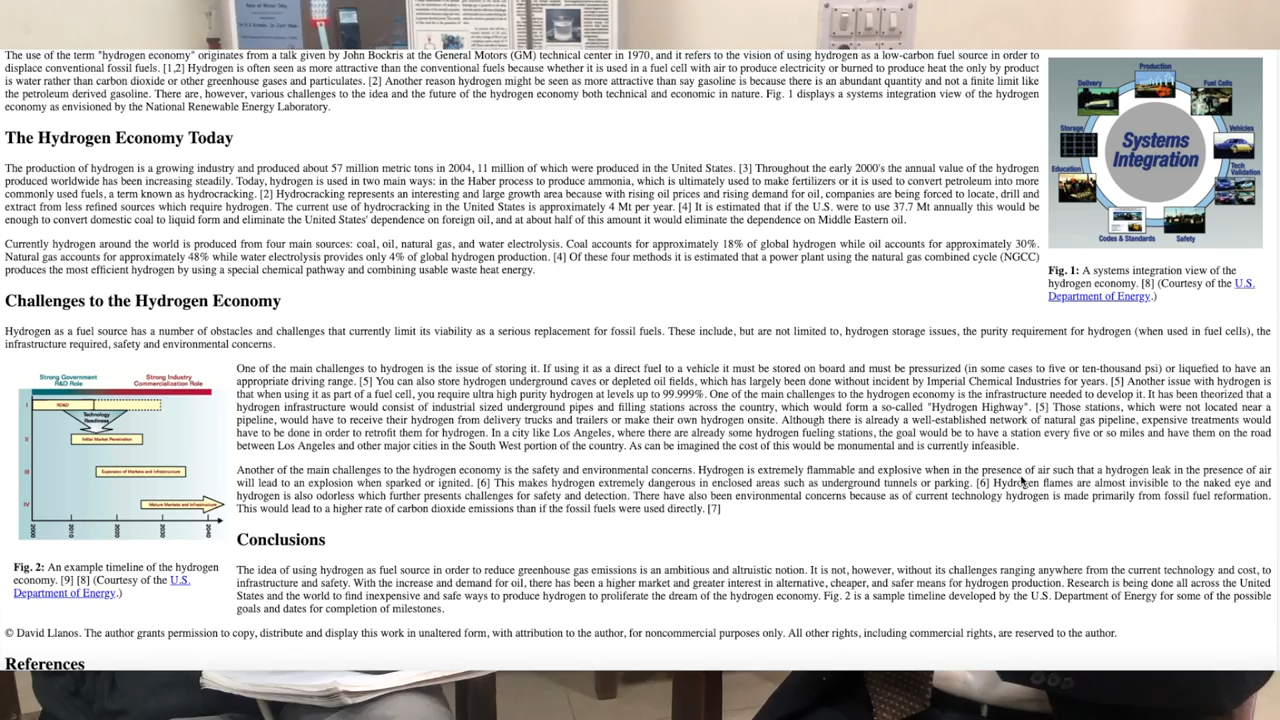 The use of the term "hydrogen economy" originates from a talk given by John Bockris at the General Motors (GM) technical center in 1970, and it refers to the vision of using hydrogen as a low-carbon fuel source in order to
displace conventional fossil fuels. [1,2] Hydrogen is often seen as more attractive than the conventional fuels because whether it is used in a fuel cell with air to produce electricity or burned to produce heat the only by product
is water rather than carbon dioxide or other greenhouse gases and particulates. [2] Another reason hydrogen might be seen as more attractive than say gasoline is because there is an abundant quantity and not a finite limit like
the petroleum derived gasoline. There are, however, various challenges to the idea and the future of the hydrogen economy both technical and economic in nature. Fig. 1 displays a systems integration view of the hydrogen
economy as envisioned by the National Renewable Energy Laboratory.
The Hydrogen Economy Today
The production of hydrogen is a growing industry and produced about 57 million metric tons in 2004, 11 million of which were produced in the United States. [3] Throughout the early 2000's the annual value of the hydrogen
produced worldwide has been increasing steadily. Today, hydrogen is used in two main ways: in the Haber process to produce ammonia, which is ultimately used to make fertilizers or it is used to convert petroleum into more
commonly used fuels, a term known as hydrocracking. [2] Hydrocracking represents an interesting and large growth area because with rising oil prices and rising demand for oil, companies are being forced to locate, drill and
extract from less refined sources which require hydrogen. The current use of hydrocracking in the United States is approximately 4 Mt per year. [4] It is estimated that if the U.S. were to use 37.7 Mt annually this would be
enough to convert domestic coal to liquid form and eliminate the United States' dependence on foreign oil, and at about half of this amount it would eliminate the dependence on Middle Eastern oil.
Currently hydrogen around the world is produced from four main sources: coal, oil, natural gas, and water electrolysis. Coal accounts for approximately 18% of global hydrogen while oil accounts for approximately 30%.
Natural gas accounts for approximately 48% while water electrolysis provides only 4% of global hydrogen production. [4] Of these four methods it is estimated that a power plant using the natural gas combined cycle (NGCC)
produces the most efficient hydrogen by using a special chemical pathway and combining usable waste heat energy.
Production
Delivery
Fuel Cells
Storage
Vehicles
Systems
Integration
Education
Tech
Validation
Codes & Standards
Safety
Fig. 1: A systems integration view of the
hydrogen economy. [8] (Courtesy of the U.S.
Department of Energy.)
Challenges to the Hydrogen Economy
Hydrogen as a fuel source has a number of obstacles and challenges that currently limit its viability as a serious replacement for fossil fuels. These include, but are not limited to, hydrogen storage issues, the purity requirement for hydrogen (when used in fuel cells), the
infrastructure required, safety and environmental concerns.
Strong Government
R&D Role
Strong Industry
Commercialization Role
I
RD&D
Technology
Readiness
II
Initial Market Penetration
III
Expansion of Markets and Infrastructure
IV
Mature Markets and Infrastructure
2000
2010
2020
2030
2040
Fig. 2: An example timeline of the hydrogen
economy. [9] [8] (Courtesy of the U.S.
Department of Energy.)
One of the main challenges to hydrogen is the issue of storing it. If using it as a direct fuel to a vehicle it must be stored on board and must be pressurized (in some cases to five or ten-thousand psi) or liquefied to have an
appropriate driving range. [5] You can also store hydrogen underground caves or depleted oil fields, which has largely been done without incident by Imperial Chemical Industries for years. [5] Another issue with hydrogen is
that when using it as part of a fuel cell, you require ultra high purity hydrogen at levels up to 99.999%. One of the main challenges to the hydrogen economy is the infrastructure needed to develop it. It has been theorized that a
hydrogen infrastructure would consist of industrial sized underground pipes and filling stations across the country, which would form a so-called "Hydrogen Highway". [5] Those stations, which were not located near a
pipeline, would have to receive their hydrogen from delivery trucks and trailers or make their own hydrogen onsite. Although there is already a well-established network of natural gas pipeline, expensive treatments would
have to be done in order to retrofit them for hydrogen. In a city like Los Angeles, where there are already some hydrogen fueling stations, the goal would be to have a station every five or so miles and have them on the road
between Los Angeles and other major cities in the South West portion of the country. As can be imagined the cost of this would be monumental and is currently infeasible.
Another of the main challenges to the hydrogen economy is the safety and environmental concerns. Hydrogen is extremely flammable and explosive when in the presence of air such that a hydrogen leak in the presence of air
will lead to an explosion when sparked or ignited. [6] This makes hydrogen extremely dangerous in enclosed areas such as underground tunnels or parking. [6] Hydrogen flames are almost invisible to the naked eye and
hydrogen is also odorless which further presents challenges for safety and detection. There have also been environmental concerns because as of current technology hydrogen is made primarily from fossil fuel reformation.
This would lead to a higher rate of carbon dioxide emissions than if the fossil fuels were used directly. [7]
Conclusions
The idea of using hydrogen as fuel source in order to reduce greenhouse gas emissions is an ambitious and altruistic notion. It is not, however, without its challenges ranging anywhere from the current technology and cost, to
infrastructure and safety. With the increase and demand for oil, there has been a higher market and greater interest in alternative, cheaper, and safer means for hydrogen production. Research is being done all across the United
States and the world to find inexpensive and safe ways to produce hydrogen to proliferate the dream of the hydrogen economy. Fig. 2 is a sample timeline developed by the U.S. Department of Energy for some of the possible
goals and dates for completion of milestones.
© David Llanos. The author grants permission to copy, distribute and display this work in unaltered form, with attribution to the author, for noncommercial purposes only. All other rights, including commercial rights, are reserved to the author.
References